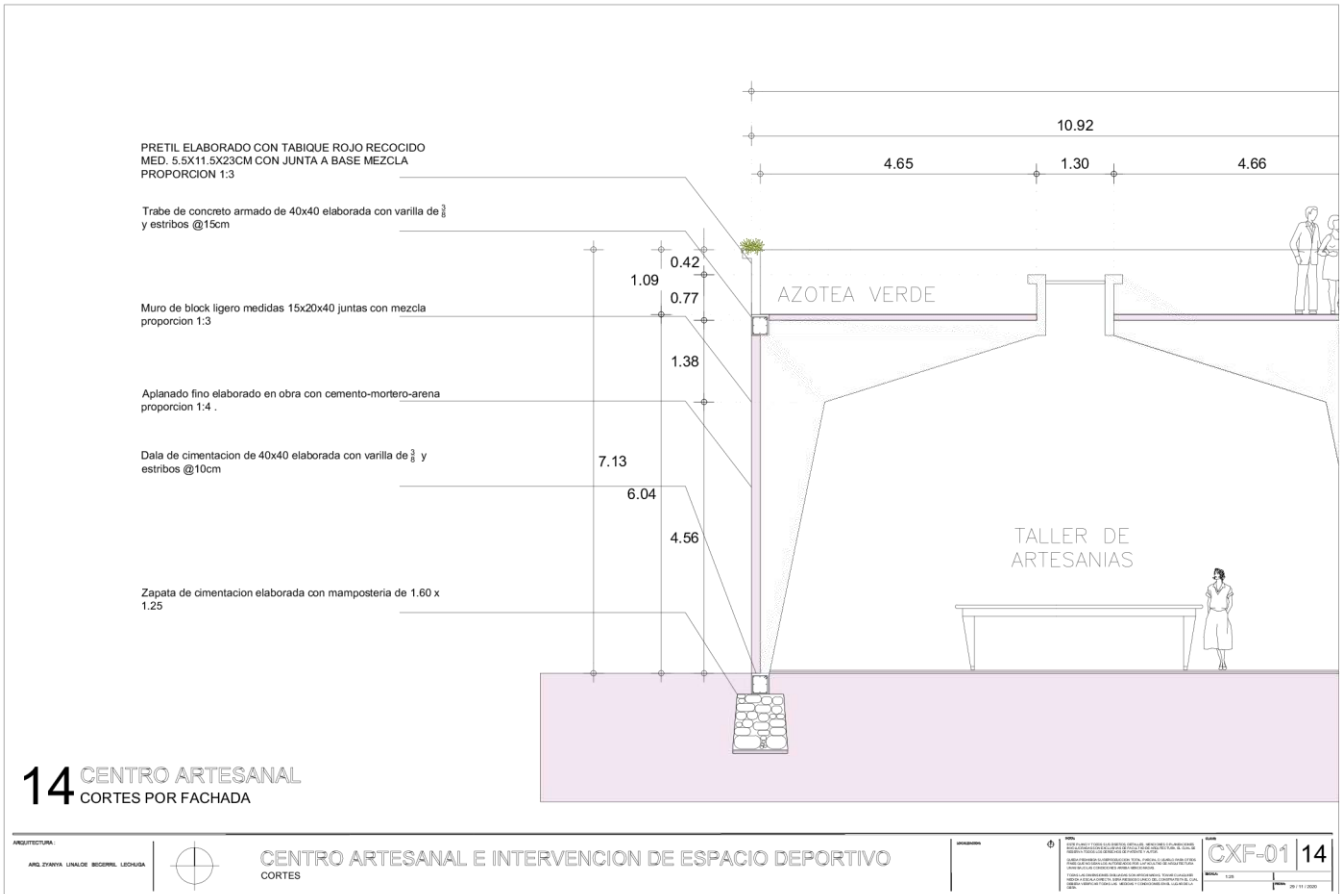 10.92
4.65
1.30
4.66
PRETIL ELABORADO CON TABIQUE ROJO RECOCIDO
MED. 5.5X11.5X23CM CON JUNTA A BASE MEZCLA
PROPORCION 1:3
Trabe de concreto armado de 40x40 elaborada con varilla de 3/8
y estribos @15cm
0.42
1.09
0.77
AZOTEA VERDE
Muro de block ligero medidas 15x20x40 juntas con mezcla
proporcion 1:3
1.38
Aplanado fino elaborado en obra con cemento-mortero-arena
proporcion 1:4 .
Dala de cimentacion de 40x40 elaborada con varilla de 3/8 y
estribos @10cm
7.13
6.04
4.56
TALLER DE
ARTESANIAS
Zapata de cimentacion elaborada con mamposteria de 1.60 x
1.25
14 CENTRO ARTESANAL
CORTES POR FACHADA
ARQUITECTURA:
ARQ. ZYANYA LINALOE BECERRIL LECHUGA
CENTRO ARTESANAL E INTERVENCION DE ESPACIO DEPORTIVO
CORTES
CXF-01
14